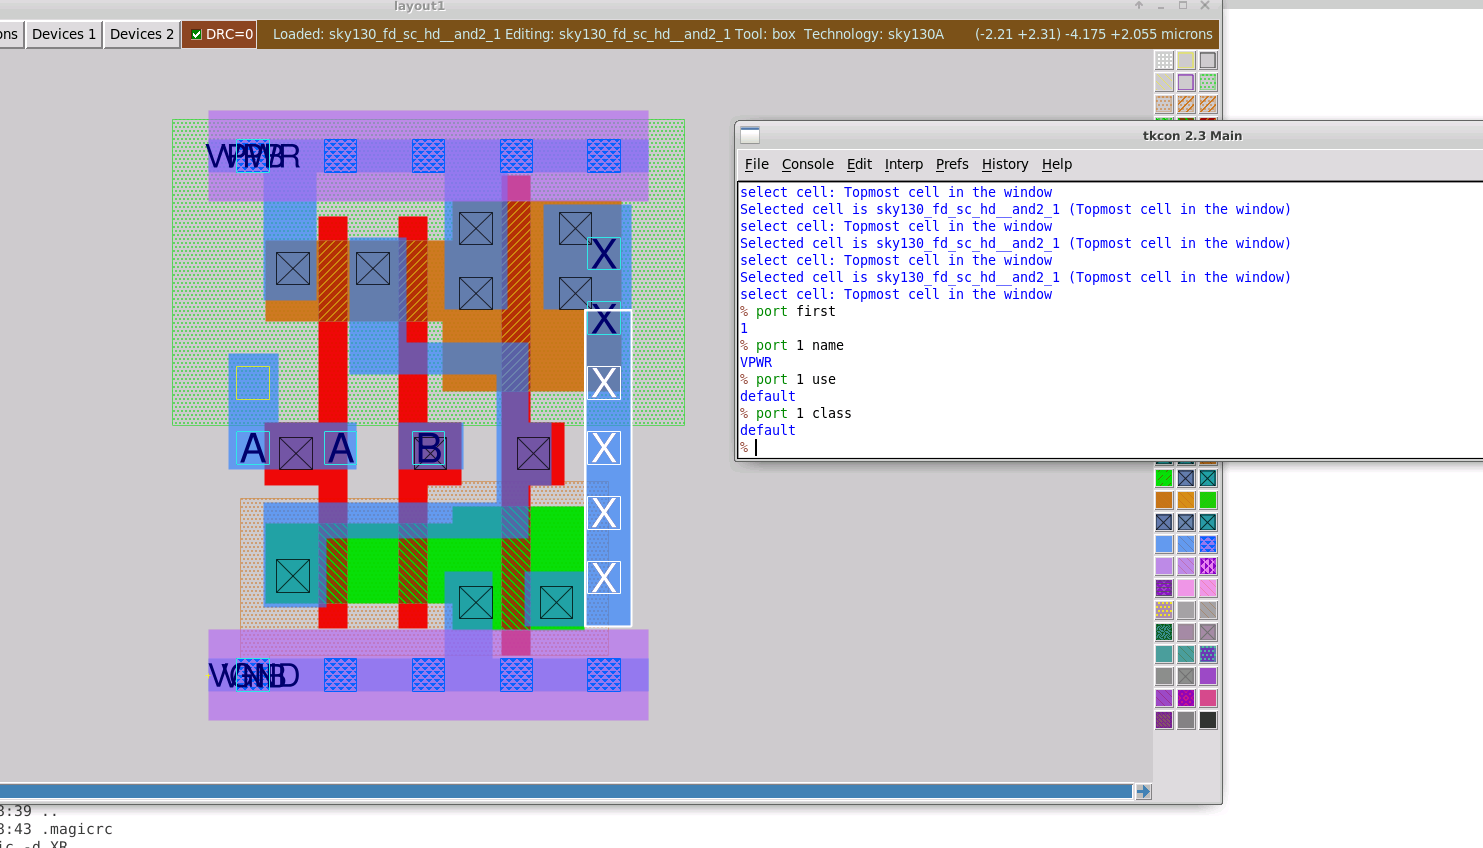 layout1
ons Devices 1 Devices 2 DRC=0 Loaded: sky130_fd_sc_hd__and2_1 Editing: sky130_fd_sc_hd__and2_1 Tool: box Technology: sky130A (-2.21 +2.31) -4.175 +2.055 microns
X
X
X
A A B X
X
X
tkcon 2.3 Main
File Console Edit Interp Prefs History Help
select cell: Topmost cell in the window
Selected cell is sky130_fd_sc_hd__and2_1 (Topmost cell in the window)
select cell: Topmost cell in the window
Selected cell is sky130_fd_sc_hd__and2_1 (Topmost cell in the window)
select cell: Topmost cell in the window
Selected cell is sky130_fd_sc_hd__and2_1 (Topmost cell in the window)
select cell: Topmost cell in the window
% port first
1
% port 1 name
VPWR
% port 1 use
default
% port 1 class
default
%
3:39 ..
3:43 .magicrc
ic -d XR